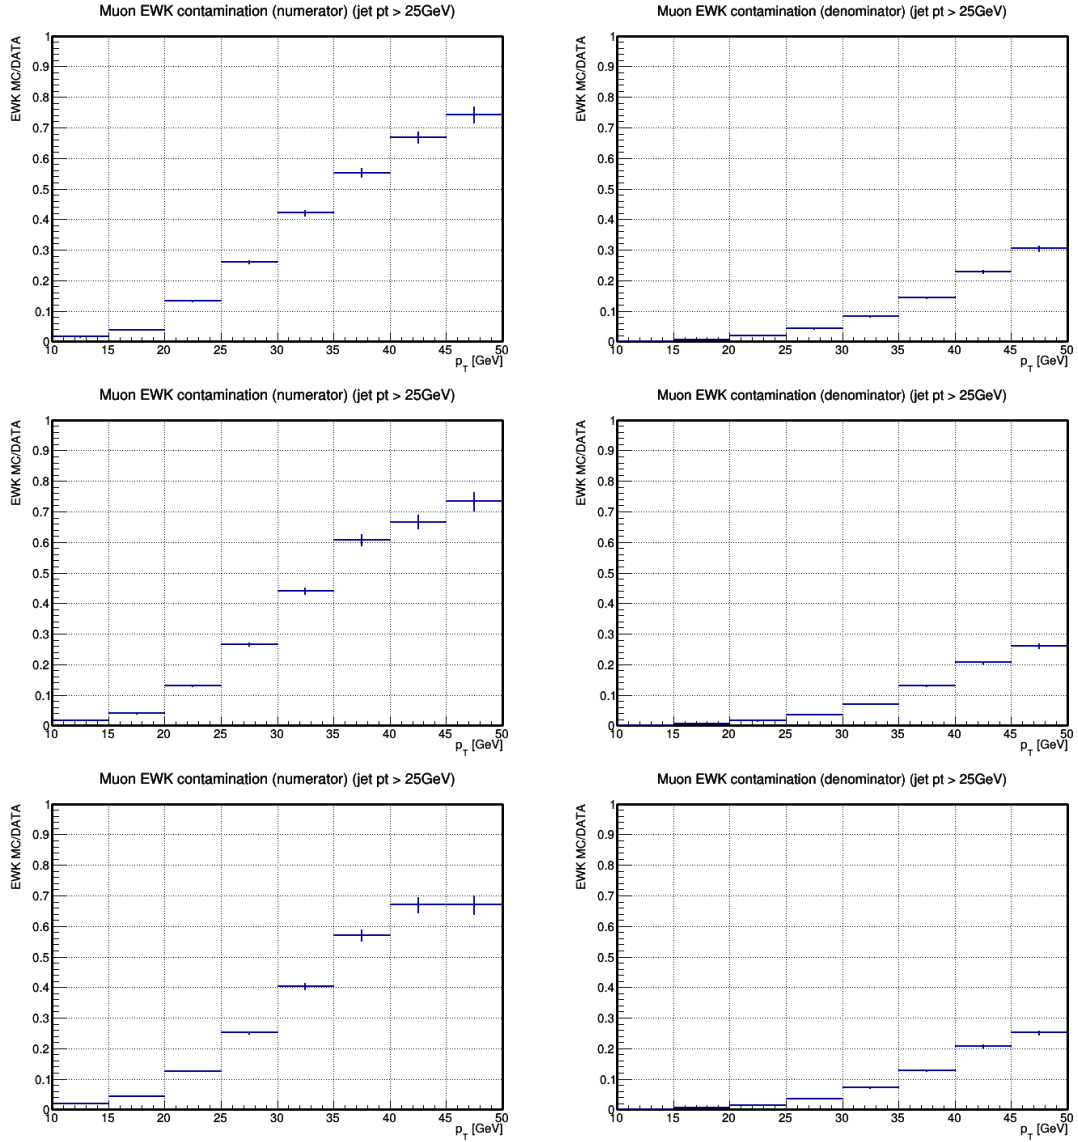 Muon EWK contamination (numerator) (jet pt > 25GeV)
EWK MC/DATA
1
0.9
0.8
0.7
0.6
0.5
0.4
0.3
0.2
0.1
0
10 15 20 25 30 35 40 45 50
p_T [GeV]
Muon EWK contamination (denominator) (jet pt > 25GeV)
EWK MC/DATA
1
0.9
0.8
0.7
0.6
0.5
0.4
0.3
0.2
0.1
0
10 15 20 25 30 35 40 45 50
p_T [GeV]
Muon EWK contamination (numerator) (jet pt > 25GeV)
EWK MC/DATA
1
0.9
0.8
0.7
0.6
0.5
0.4
0.3
0.2
0.1
0
10 15 20 25 30 35 40 45 50
p_T [GeV]
Muon EWK contamination (denominator) (jet pt > 25GeV)
EWK MC/DATA
1
0.9
0.8
0.7
0.6
0.5
0.4
0.3
0.2
0.1
0
10 15 20 25 30 35 40 45 50
p_T [GeV]
Muon EWK contamination (numerator) (jet pt > 25GeV)
EWK MC/DATA
1
0.9
0.8
0.7
0.6
0.5
0.4
0.3
0.2
0.1
0
10 15 20 25 30 35 40 45 50
p_T [GeV]
Muon EWK contamination (denominator) (jet pt > 25GeV)
EWK MC/DATA
1
0.9
0.8
0.7
0.6
0.5
0.4
0.3
0.2
0.1
0
10 15 20 25 30 35 40 45 50
p_T [GeV]